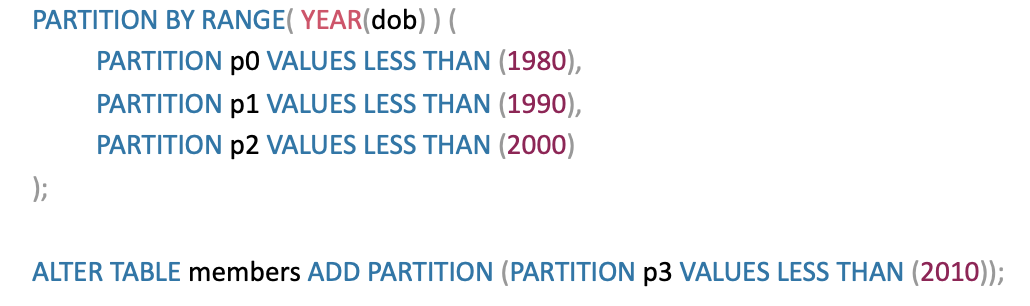 PARTITION BY RANGE( YEAR(dob) ) (
PARTITION p0 VALUES LESS THAN (1980),
PARTITION p1 VALUES LESS THAN (1990),
PARTITION p2 VALUES LESS THAN (2000)
);
ALTER TABLE members ADD PARTITION (PARTITION p3 VALUES LESS THAN (2010));